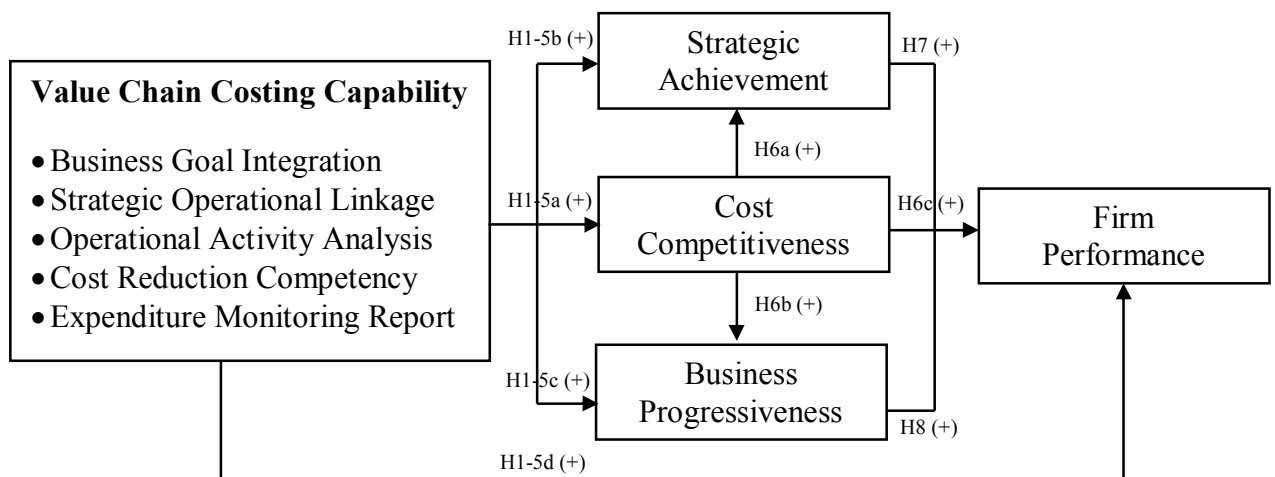 Value Chain Costing Capability
• Business Goal Integration
• Strategic Operational Linkage
• Operational Activity Analysis
• Cost Reduction Competency
• Expenditure Monitoring Report
H1-5b (+)
H1-5a (+)
H1-5c (+)
H1-5d (+)
Strategic
Achievement
H6a (+)
Cost
Competitiveness
H6b (+)
Business
Progressiveness
H7 (+)
H6c (+)
H8 (+)
Firm
Performance